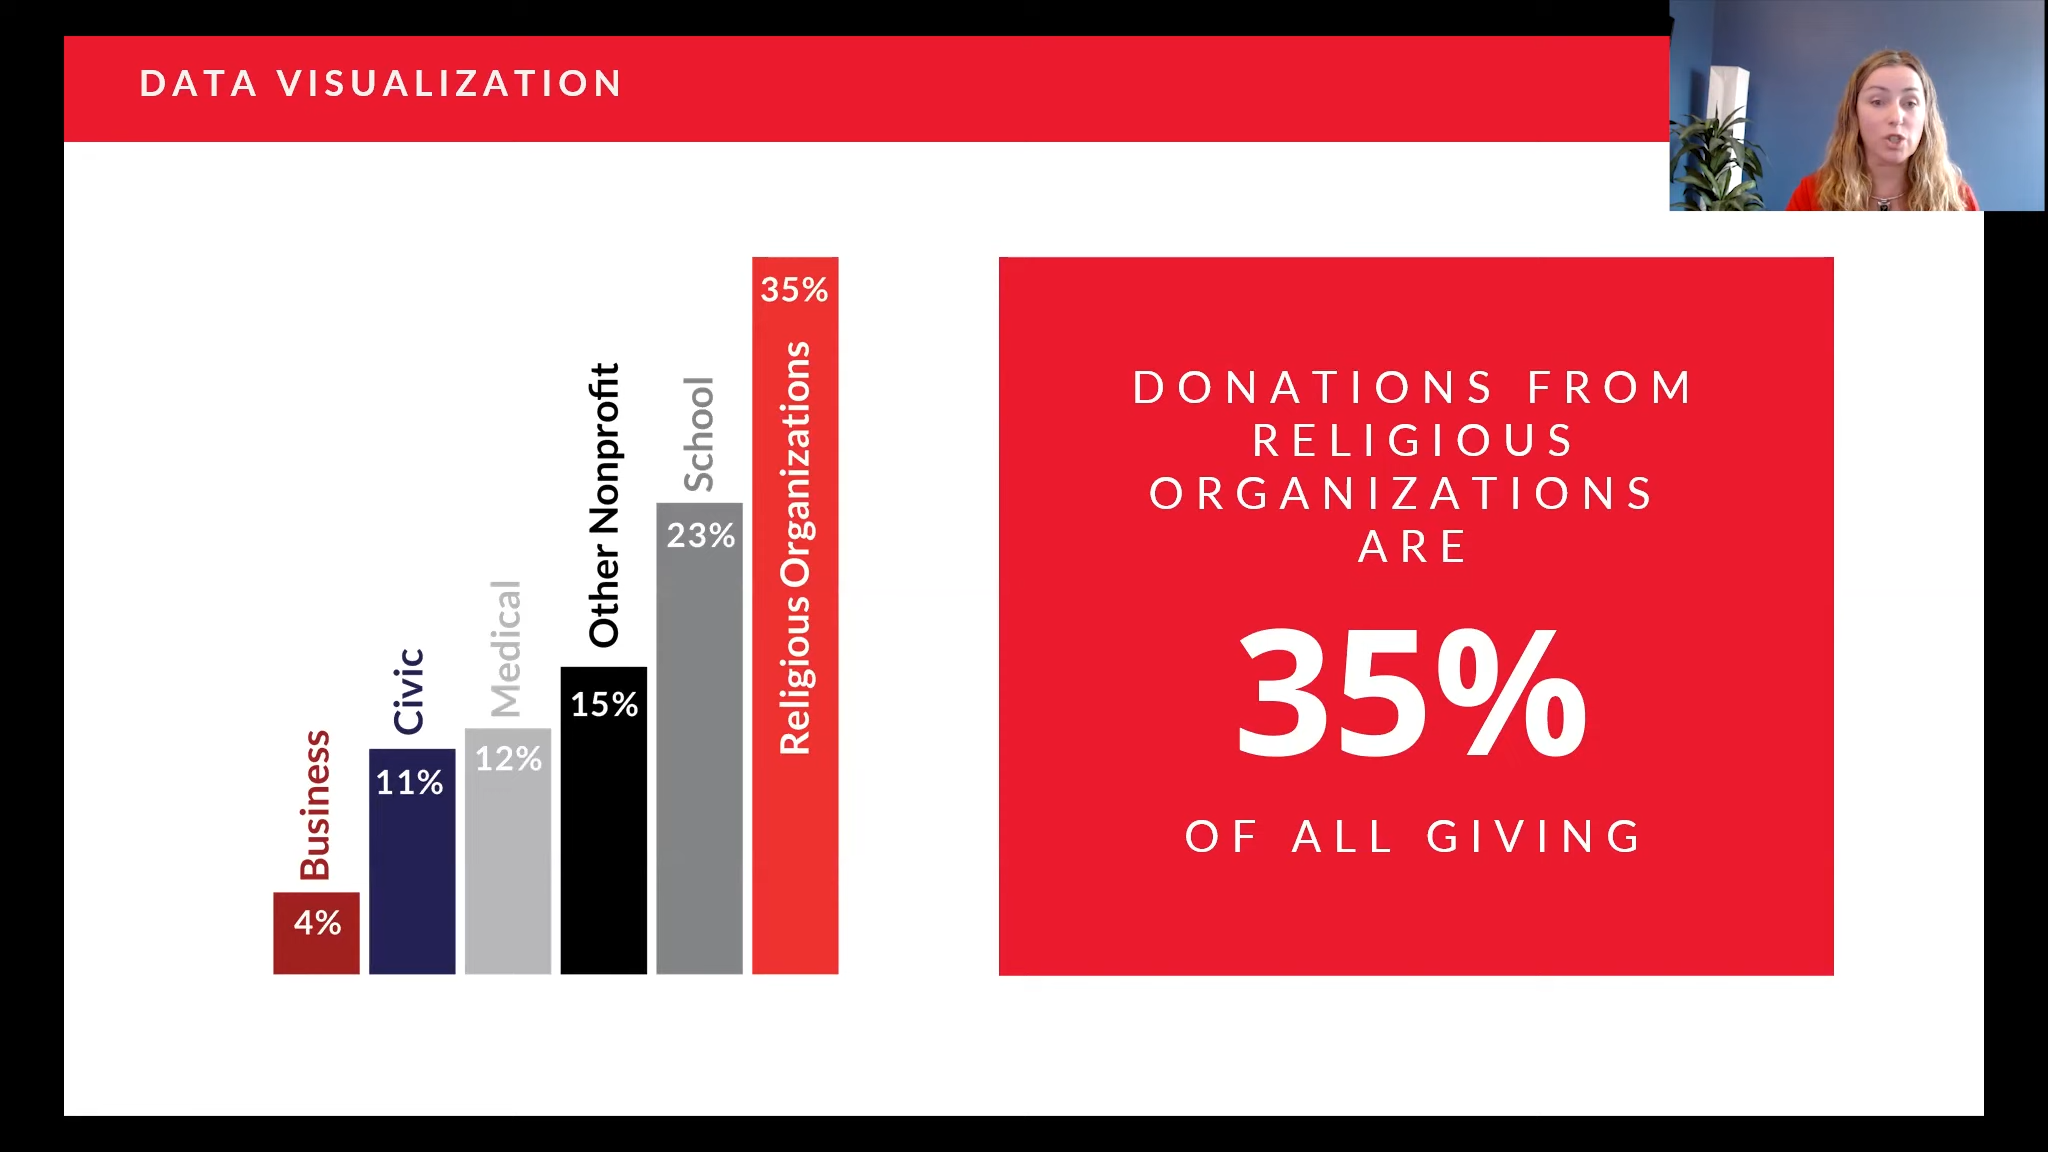 DATA VISUALIZATION
Business
4%
Civic
11%
Medical
12%
Other Nonprofit
15%
School
23%
35%
Religious Organizations
DONATIONS FROM
RELIGIOUS
ORGANIZATIONS
ARE
35%
OF ALL GIVING